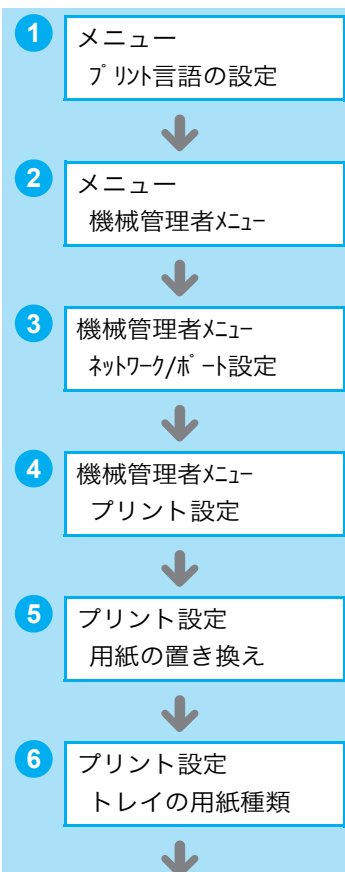 1
メニュー
プリント言語の設定
2
メニュー
機械管理者ﾒﾆｭｰ
3
機械管理者ﾒﾆｭｰ
ﾈｯﾄﾜｰｸ/ﾎﾟｰﾄ設定
4
機械管理者ﾒﾆｭｰ
プリント設定
5
プリント設定
用紙の置き換え
6
プリント設定
トレイの用紙種類